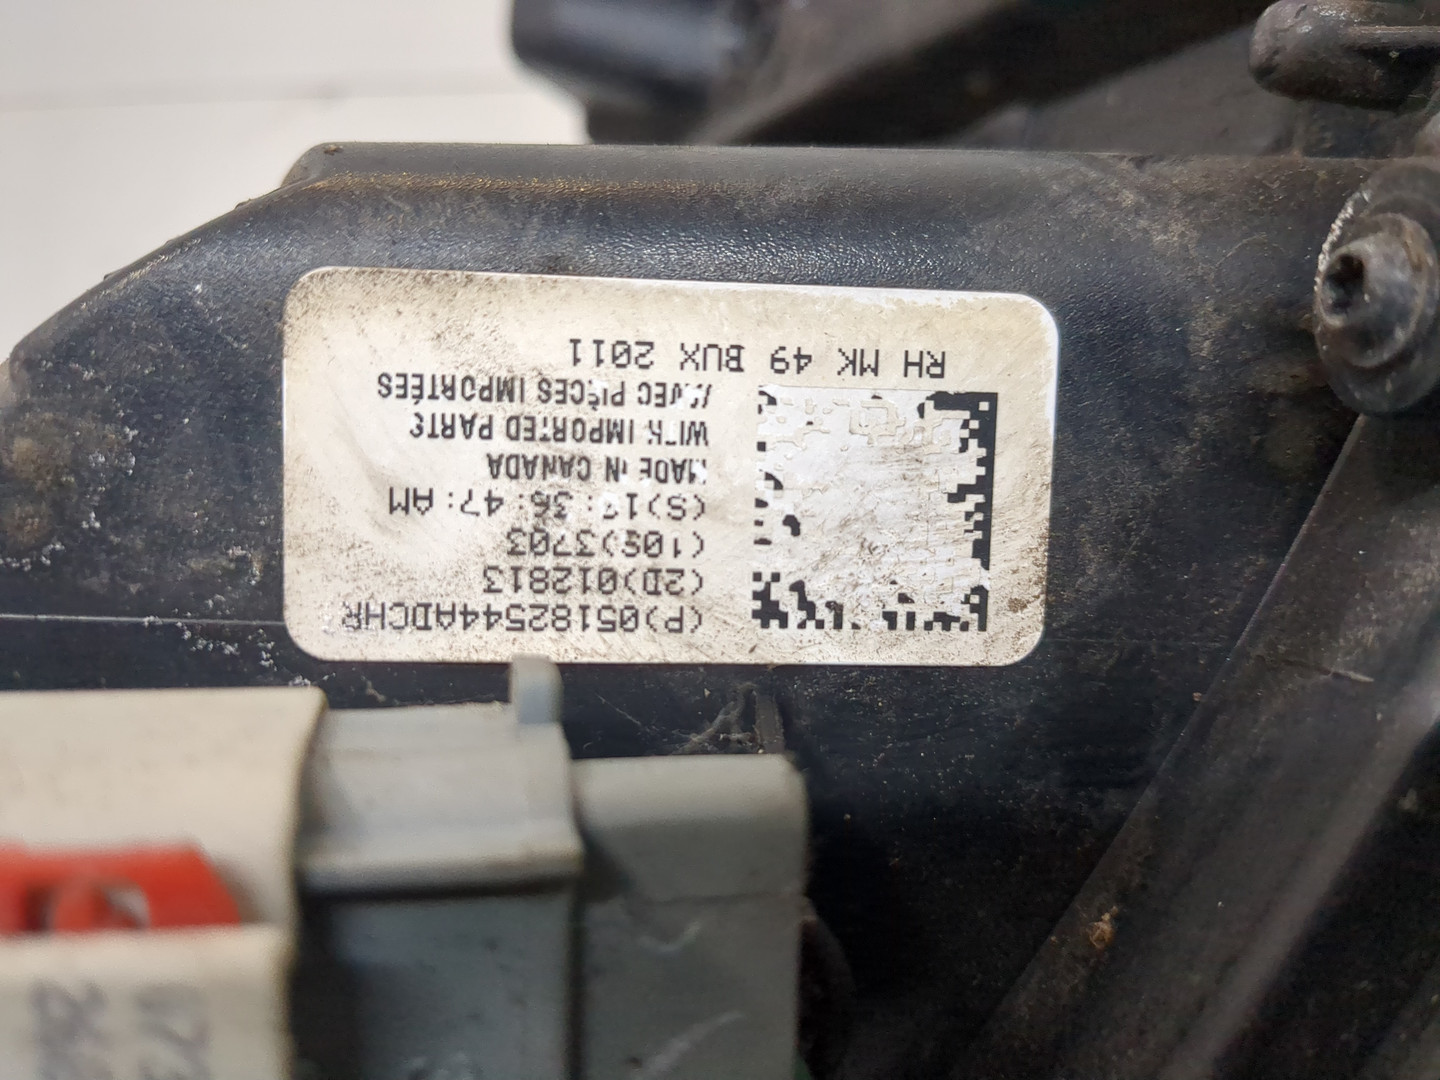 (P)05182544ADCHR
(2D)012813
(10S)3703
36: 47: AM
MADE IN CANADA
WITH IMPORTED PARTS
AVEC PIÈCES IMPORTÉES
RH MK 49 BUX 2011